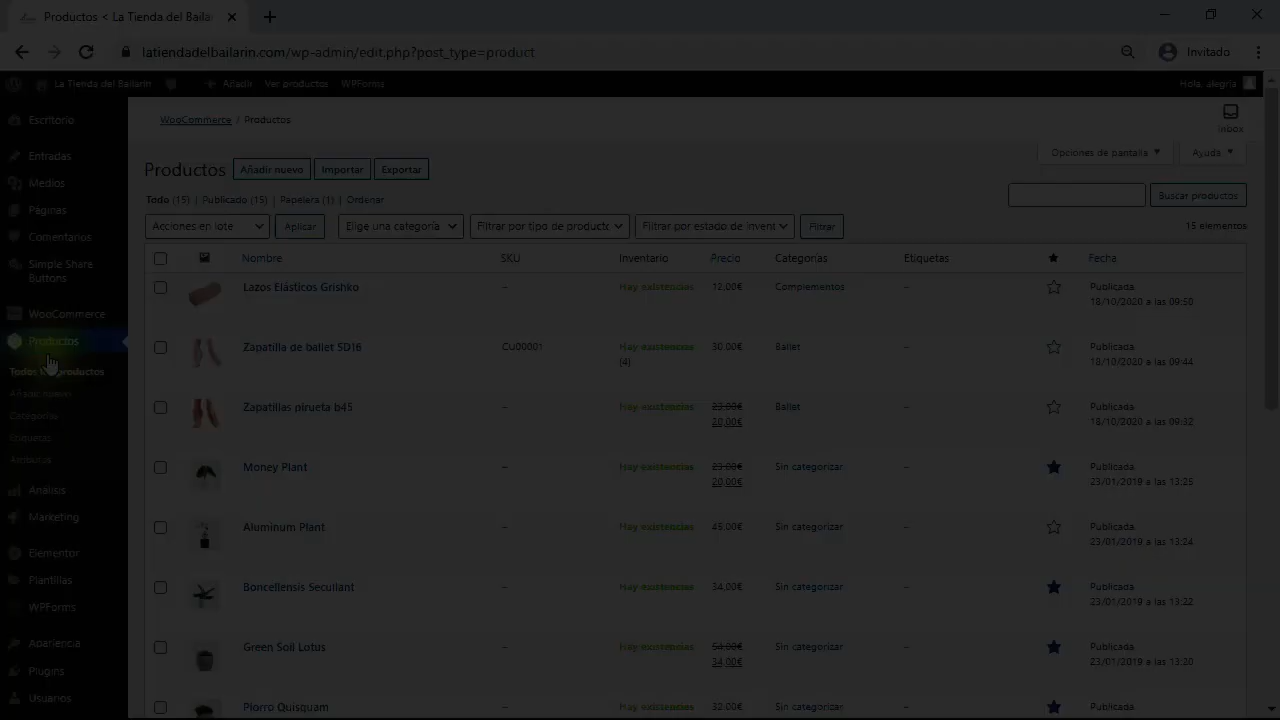 Productos < La Tienda del Bailar
latiendadelbailarin.com/wp-admin/edit.php?post_type=product
Invitado
La Tienda del Bailarin
Añadir
Ver productos
WPForms
Hola, alegria
Escritorio
Entradas
Medios
Páginas
Comentarios
Simple Share
Buttons
WooCommerce
Productos
Todos los productos
Añadir nuevo
Categorías
Etiquetas
Atributos
Análisis
Marketing
Elementor
Plantillas
WPForms
Apariencia
Plugins
Usuarios
WooCommerce / Productos
Inbox
Opciones de pantalla
Ayuda
Productos
Añadir nuevo
Importar
Exportar
Todo (15) | Publicado (15) | Papelera (1) | Ordenar
Buscar productos
Acciones en lote
Aplicar
Elige una categoría
Filtrar por tipo de producto
Filtrar por estado de invent
Filtrar
15 elementos
Nombre SKU Inventario Precio Categorías Etiquetas Fecha
Lazos Elásticos Grishko – Hay existencias 12,00€ Complementos – Publicada
18/10/2020 a las 09:50
Zapatilla de ballet SD16 CU00001 Hay existencias 30,00€ Ballet – Publicada
(4) 18/10/2020 a las 09:44
Zapatillas pirueta b45 – Hay existencias 23,00€ Ballet – Publicada
20,00€ 18/10/2020 a las 09:32
Money Plant – Hay existencias 23,00€ Sin categorizar – Publicada
20,00€ 23/01/2019 a las 13:25
Aluminum Plant – Hay existencias 45,00€ Sin categorizar – Publicada
23/01/2019 a las 13:24
Boncellensis Secullant – Hay existencias 34,00€ Sin categorizar – Publicada
23/01/2019 a las 13:22
Green Soil Lotus – Hay existencias 54,00€ Sin categorizar – Publicada
34,00€ 23/01/2019 a las 13:20
Piorro Quisquam – Hay existencias 32,00€ Sin categorizar – Publicada